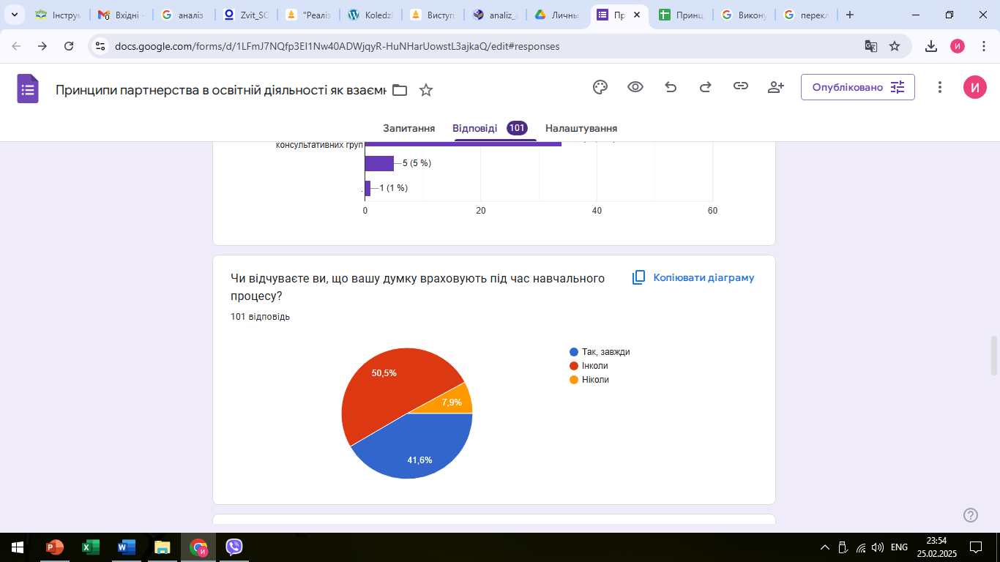 Інструм
Вхідні -
аналіз
Zvit_SC
"Реаліз
Koledzh
Виступ
analiz_
Личны
Пр
Принц
Викону
перекл
docs.google.com/forms/d/1LFmJ7NQfp3EI1Nw40ADWjqyR-HuNHarUowstL3ajkaQ/edit#responses
И
Принципи партнерства в освітній діяльності як взаємн
Опубліковано
И
Запитання Відповіді 101 Налаштування
консультативних груп
5 (5 %)
. 1 (1 %)
0 20 40 60
Чи відчуваєте ви, що вашу думку враховують під час навчального
процесу?
Копіювати діаграму
101 відповідь
Так, завжди
Інколи
Ніколи
50,5%
7,9%
41,6%
ENG
23:54
25.02.2025